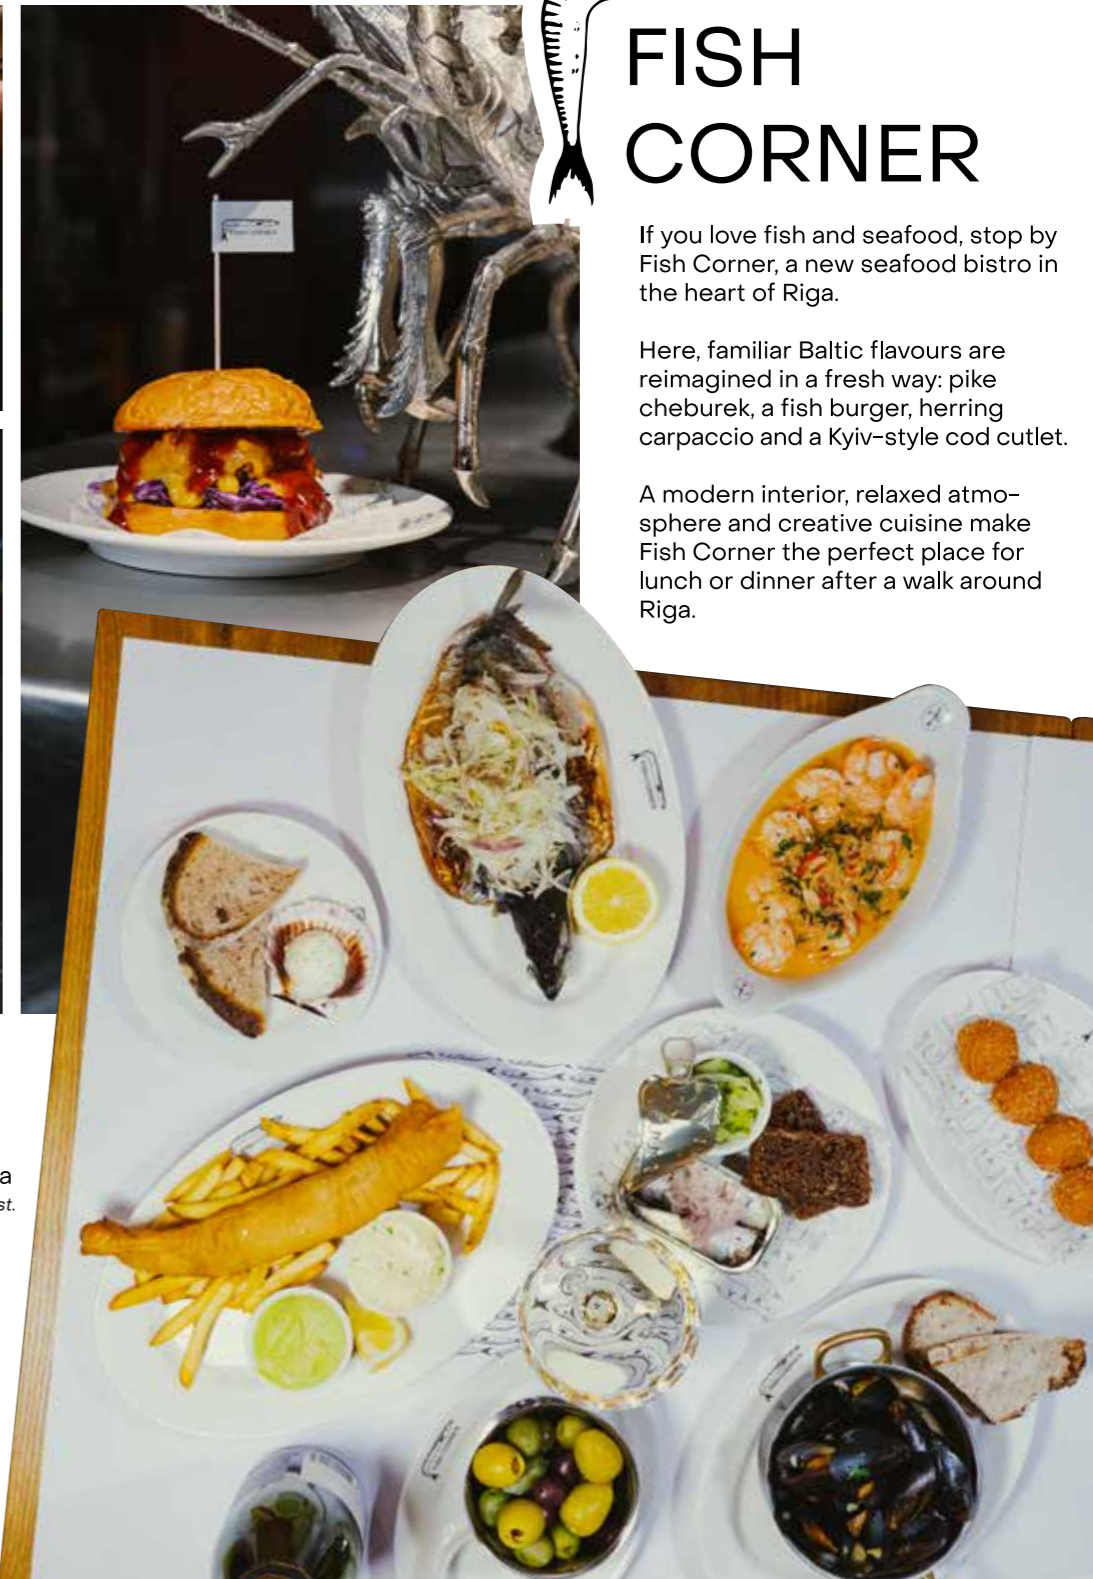 FISH
CORNER
If you love fish and seafood, stop by
Fish Corner, a new seafood bistro in
the heart of Riga.
Here, familiar Baltic flavours are
reimagined in a fresh way: pike
cheburek, a fish burger, herring
carpaccio and a Kyiv-style cod cutlet.
A modern interior, relaxed atmo-
sphere and creative cuisine make
Fish Corner the perfect place for
lunch or dinner after a walk around
Riga.
a
st.